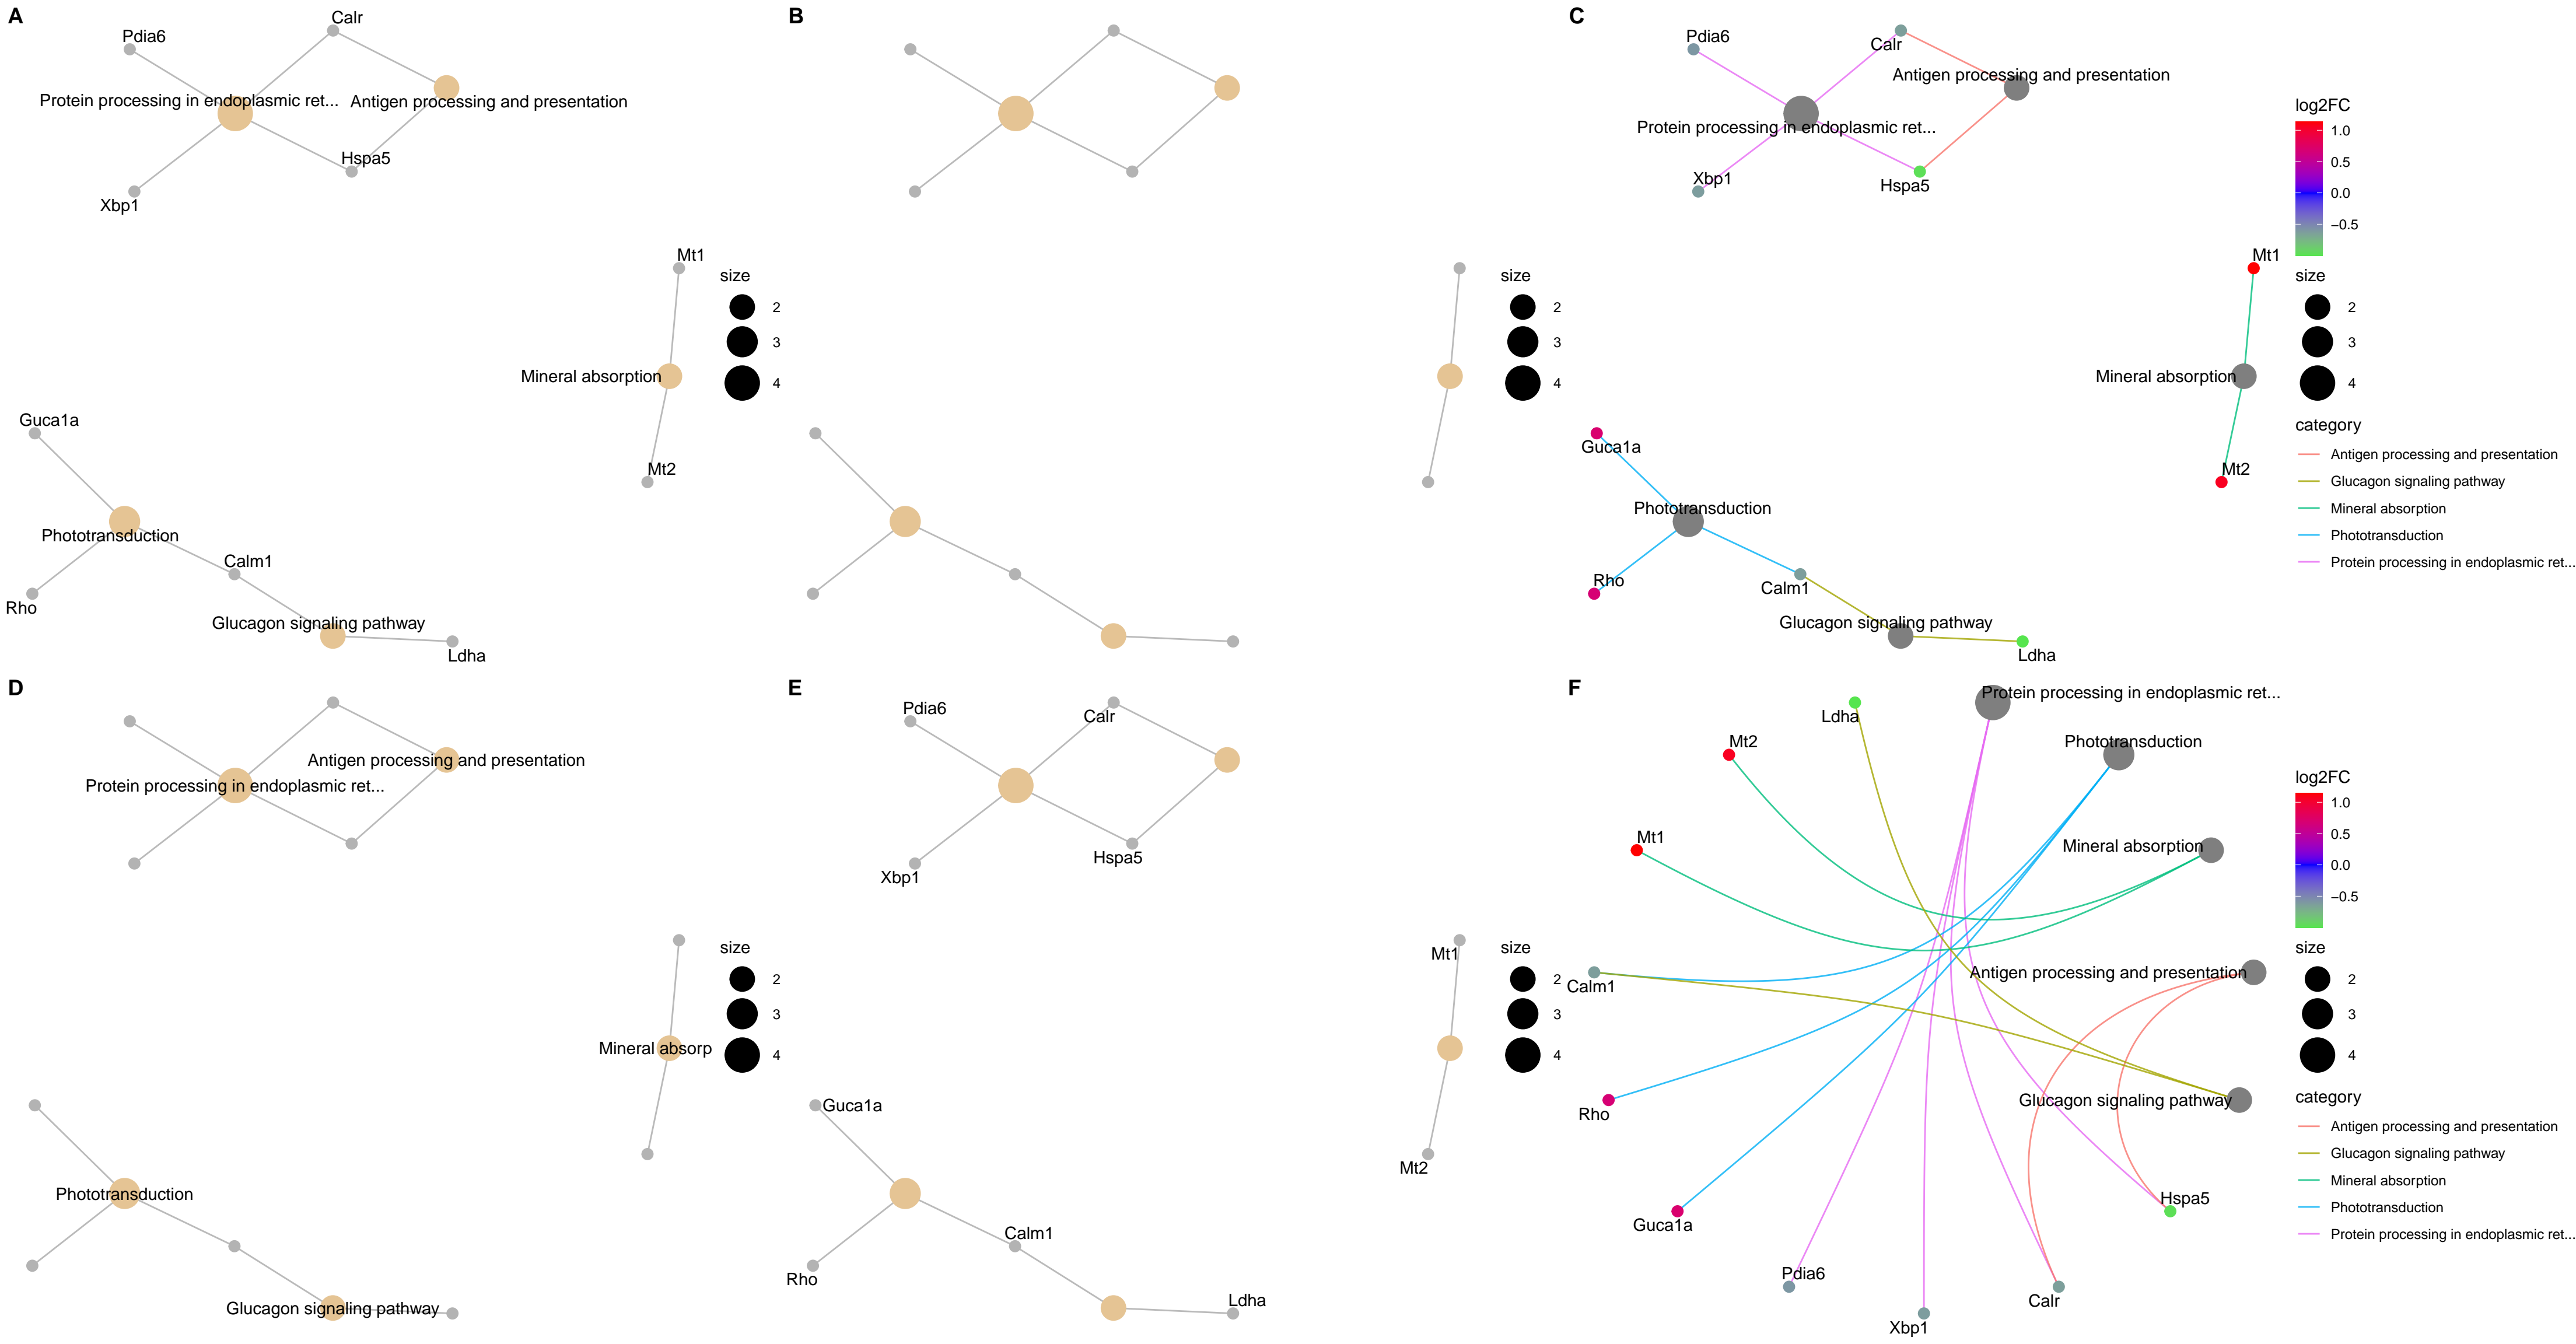 A
Calr
Pdia6
Protein processing in endoplasmic ret...
Antigen processing and presentation
Hspa5
Xbp1
Mt1
size
2
3
4
Mineral absorption
Mt2
Guca1a
Phototransduction
Calm1
Rho
Glucagon signaling pathway
Ldha
B
size
2
3
4
C
Pdia6
Calr
Antigen processing and presentation
Protein processing in endoplasmic ret...
Xbp1
Hspa5
Mt1
Mineral absorption
Mt2
Guca1a
Phototransduction
Rho
Calm1
Glucagon signaling pathway
Ldha
log2FC
1.0
0.5
0.0
−0.5
size
2
3
4
category
Antigen processing and presentation
Glucagon signaling pathway
Mineral absorption
Phototransduction
Protein processing in endoplasmic ret...
D
Antigen processing and presentation
Protein processing in endoplasmic ret...
Mineral absorp
size
2
3
4
Phototransduction
Glucagon signaling pathway
E
Pdia6
Calr
Hspa5
Xbp1
Mt1
Mt2
size
2
3
4
Guca1a
Calm1
Rho
Ldha
F
Protein processing in endoplasmic ret...
Ldha
Mt2
Phototransduction
Mt1
Mineral absorption
Antigen processing and presentation
Calm1
Glucagon signaling pathway
Rho
Hspa5
Guca1a
Pdia6
Calr
Xbp1
log2FC
1.0
0.5
0.0
−0.5
size
2
3
4
category
Antigen processing and presentation
Glucagon signaling pathway
Mineral absorption
Phototransduction
Protein processing in endoplasmic ret...